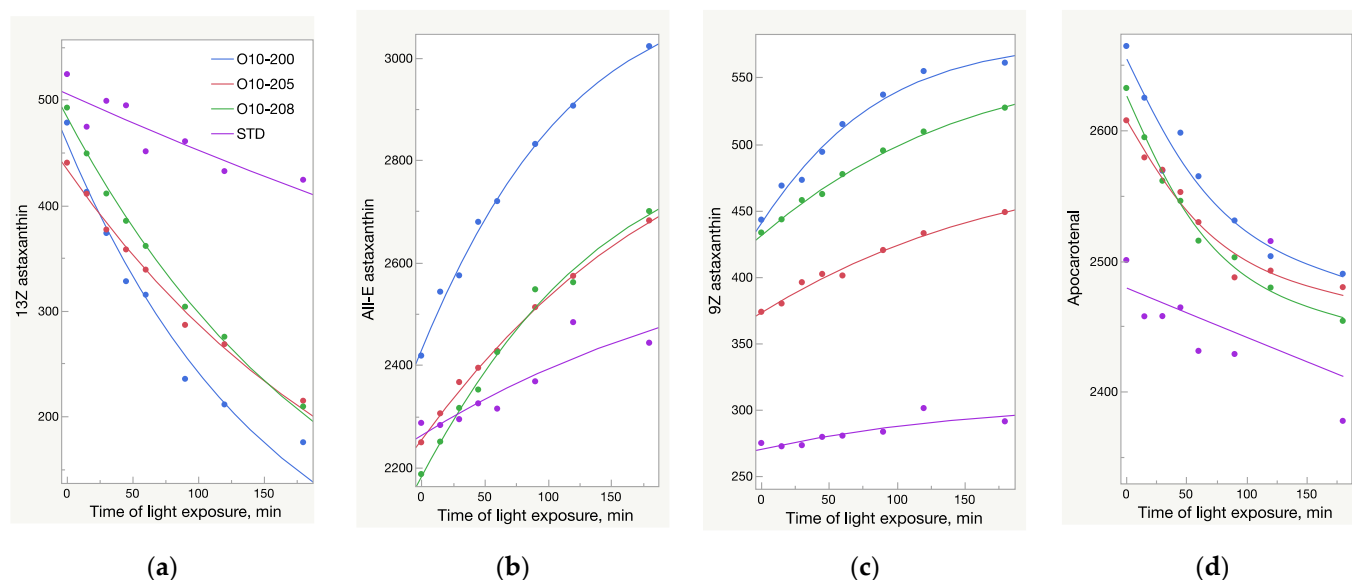 13Z astaxanthin
500
400
300
200
O10-200
O10-205
O10-208
STD
0 50 100 150
Time of light exposure, min
(a)
All-E astaxanthin
3000
2800
2600
2400
2200
0 50 100 150
Time of light exposure, min
(b)
9Z astaxanthin
550
500
450
400
350
300
250
0 50 100 150
Time of light exposure, min
(c)
Apocarotenal
2600
2500
2400
0 50 100 150
Time of light exposure, min
(d)